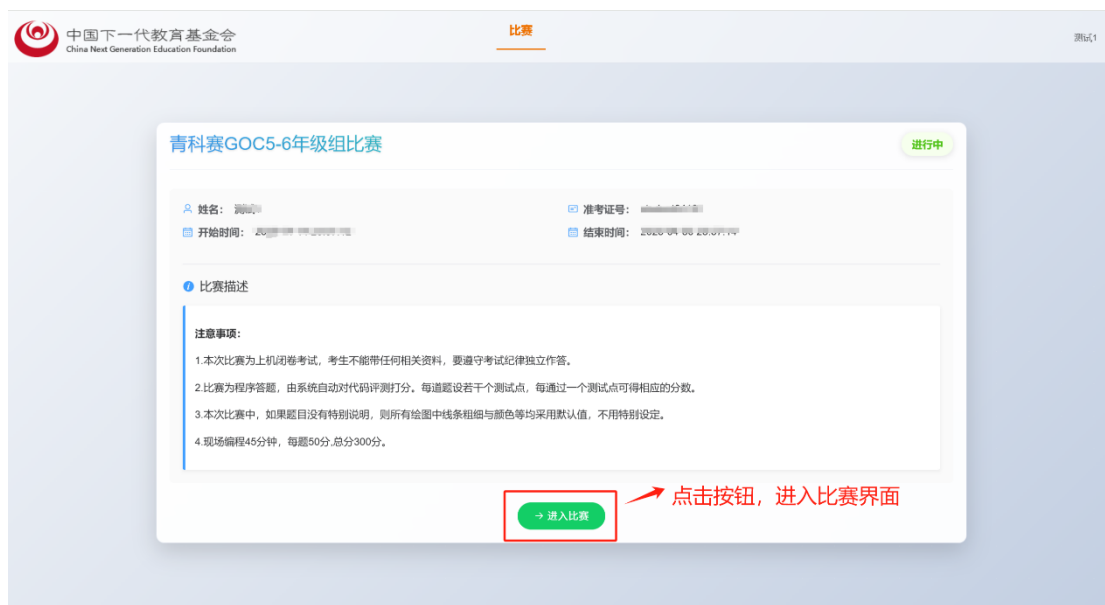 中国下一代教育基金会
China Next Generation Education Foundation
比赛
测试1
青科赛GOC5-6年级组比赛
进行中
姓名：
准考证号：
开始时间：
结束时间：
比赛描述
注意事项：
1.本次比赛为上机闭卷考试，考生不能带任何相关资料，要遵守考试纪律独立作答。
2.比赛为程序答题，由系统自动对代码评测打分。每道题设若干个测试点，每通过一个测试点可得相应的分数。
3.本次比赛中，如果题目没有特别说明，则所有绘图中线条粗细与颜色等均采用默认值，不用特别设定。
4.现场编程45分钟，每题50分,总分300分。
→ 进入比赛
点击按钮，进入比赛界面